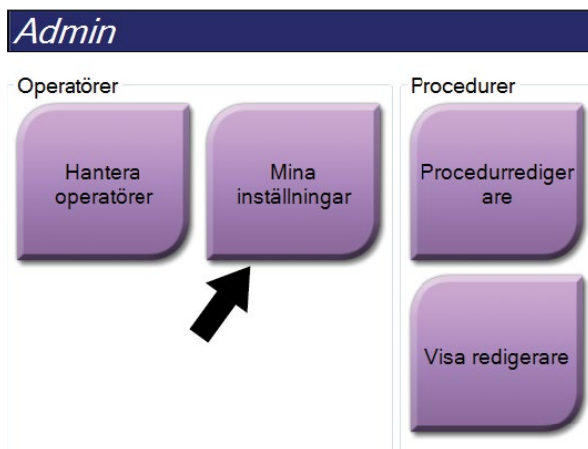 Admin
Operatörer
Hantera
operatörer
Mina
inställningar
Procedurer
Procedurrediger
are
Visa redigerare